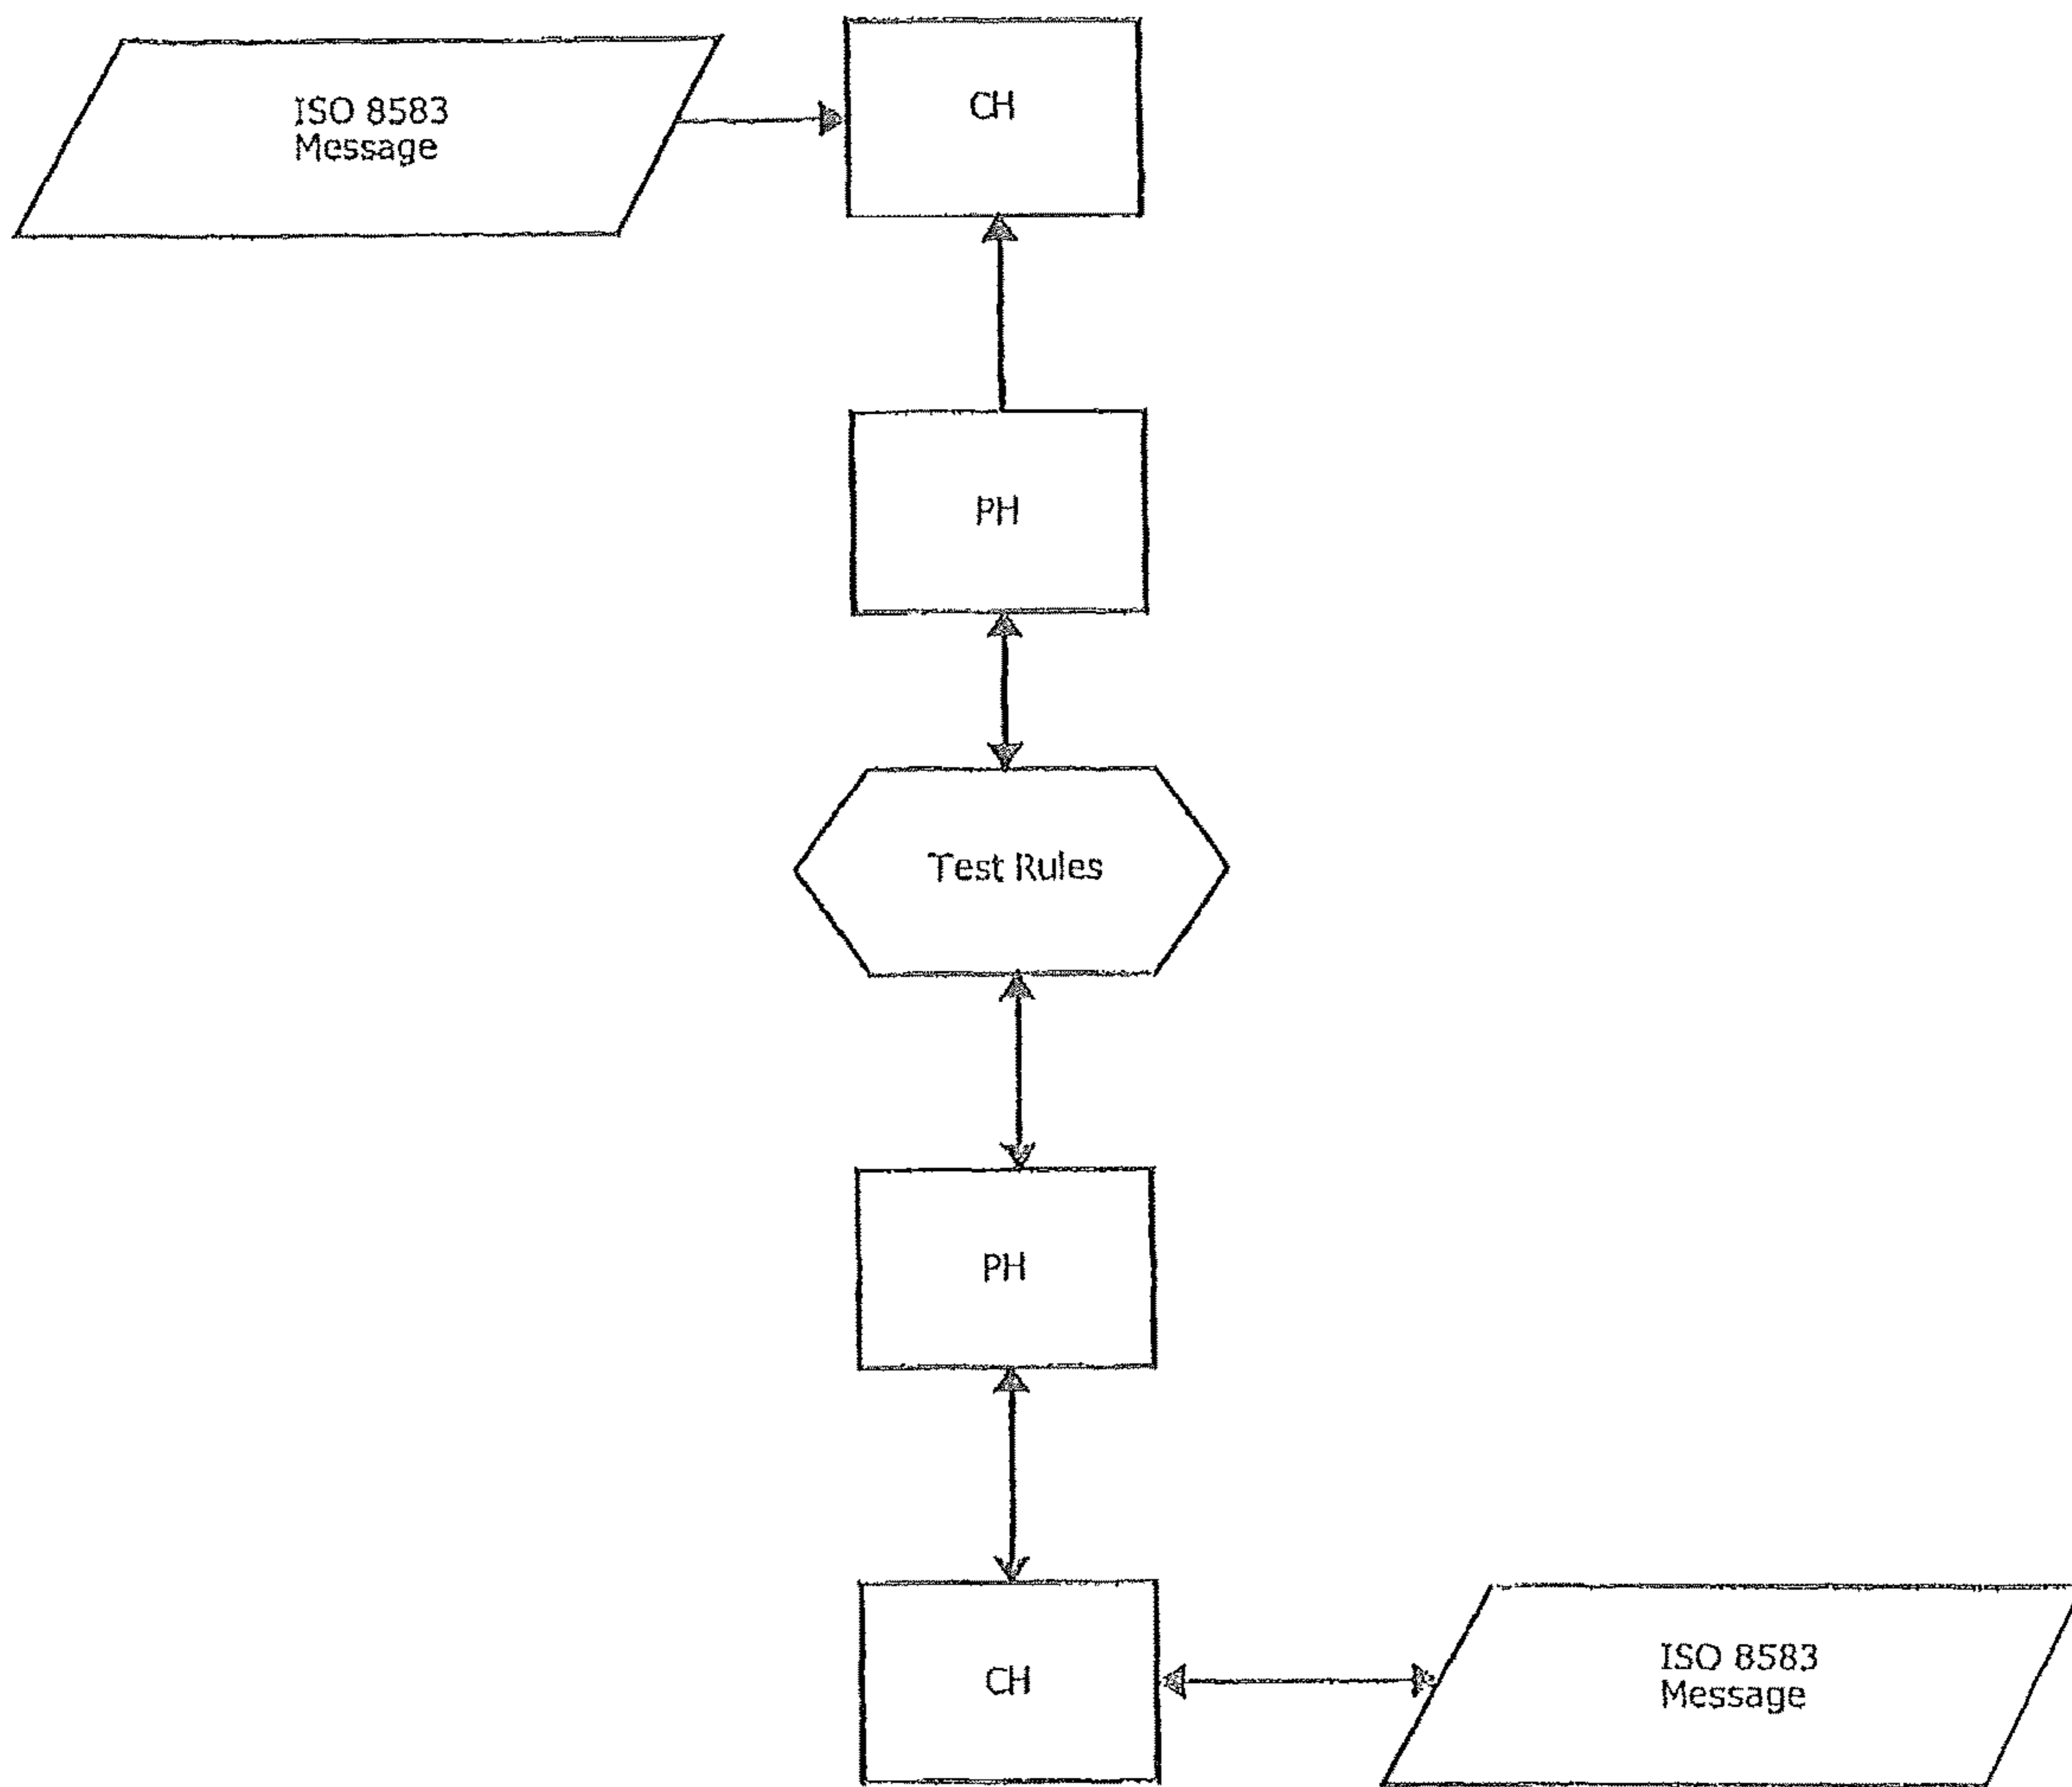 ISO 8583
Message
CH
PH
Test Rules
PH
CH
ISO 8583
Message